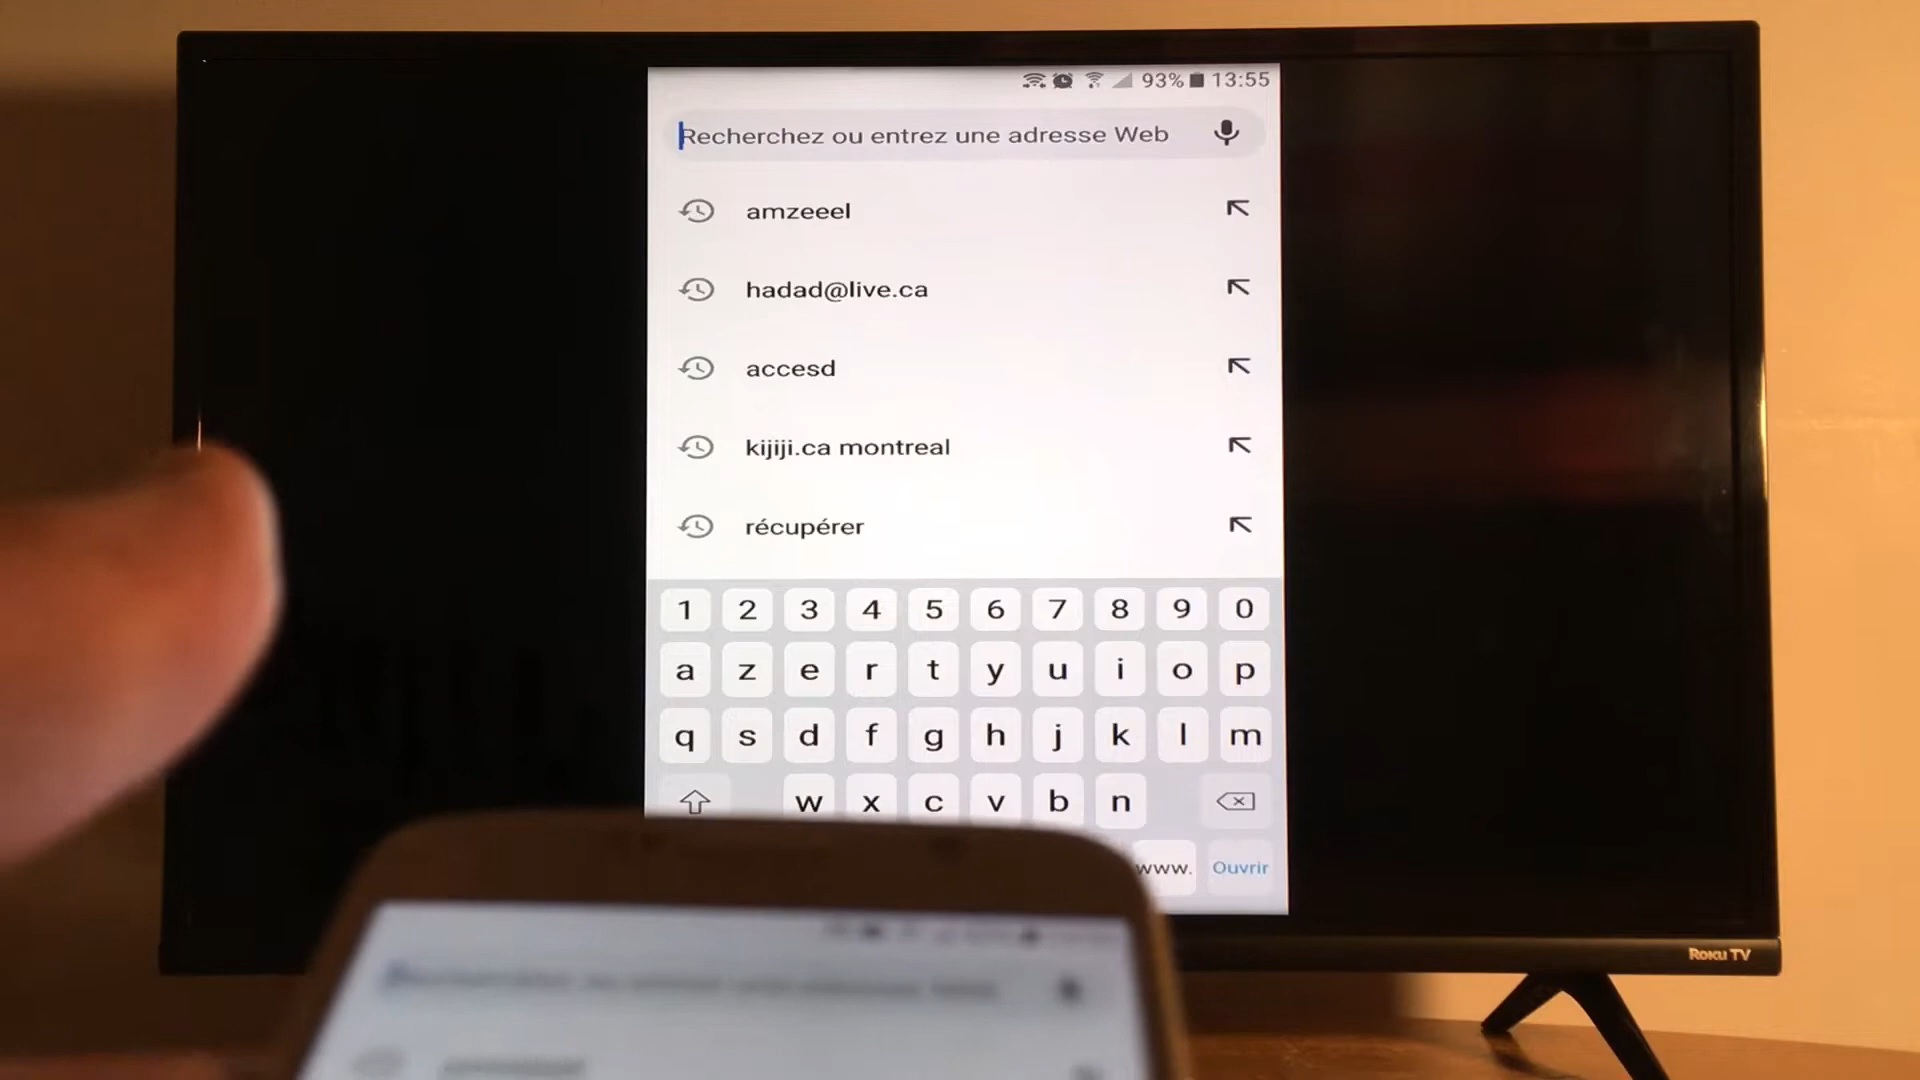 93% 13:55
Recherchez ou entrez une adresse Web
amzeeel
hadad@live.ca
accesd
kijiji.ca montreal
récupérer
1 2 3 4 5 6 7 8 9 0
a z e r t y u i o p
q s d f g h j k l m
w x c v b n
www. Ouvrir
Roku TV